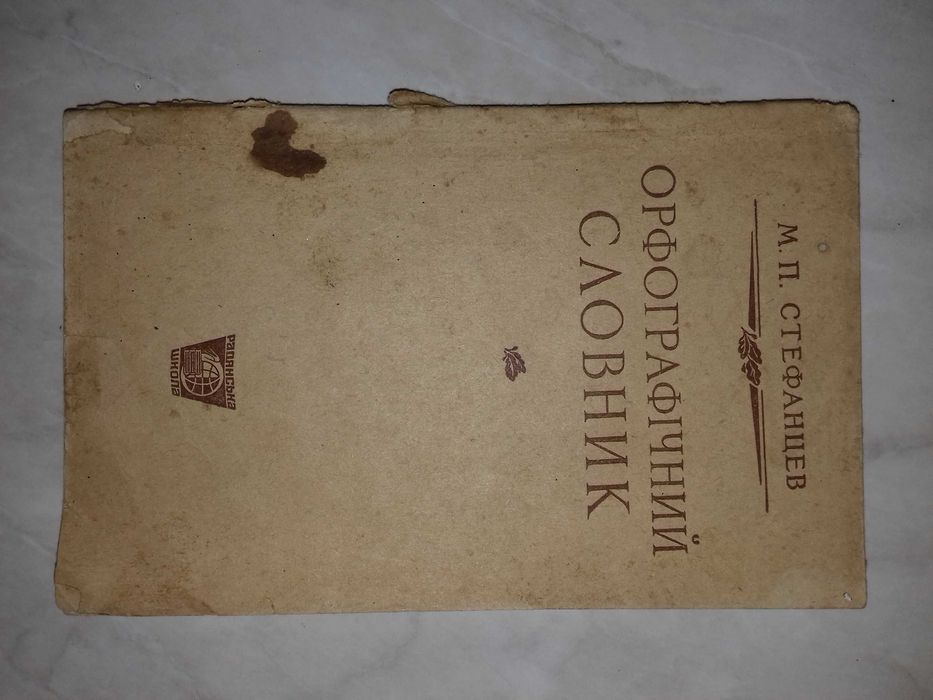 М. П. СТЕФАНЦЕВ
ОРФОГРАФІЧНИЙ
СЛОВНИК
РАДЯНСЬКА
ШКОЛА